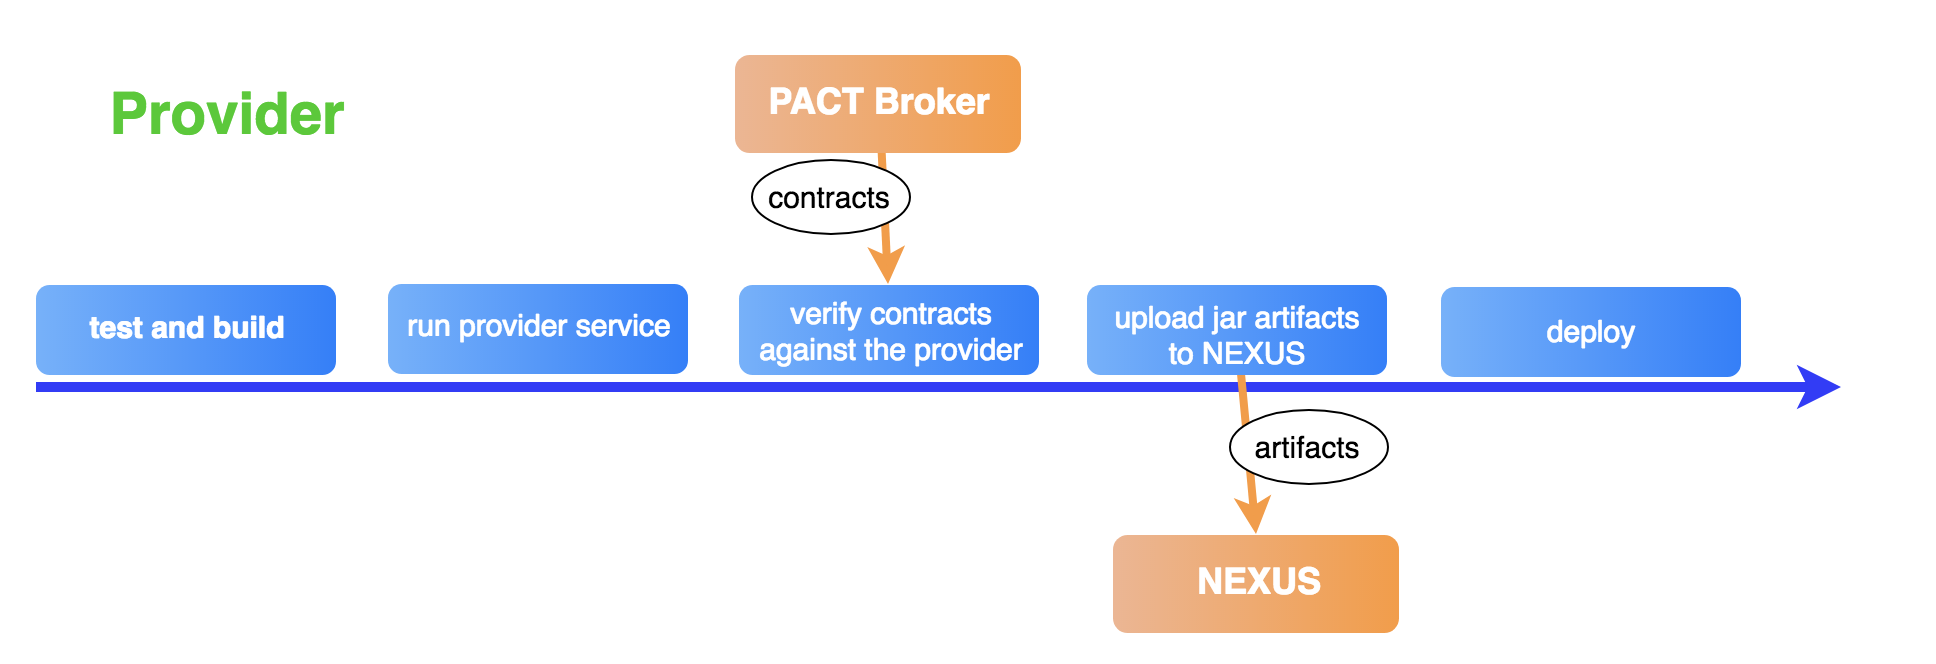 Provider
PACT Broker
contracts
test and build
run provider service
verify contracts
against the provider
upload jar artifacts
to NEXUS
deploy
artifacts
NEXUS